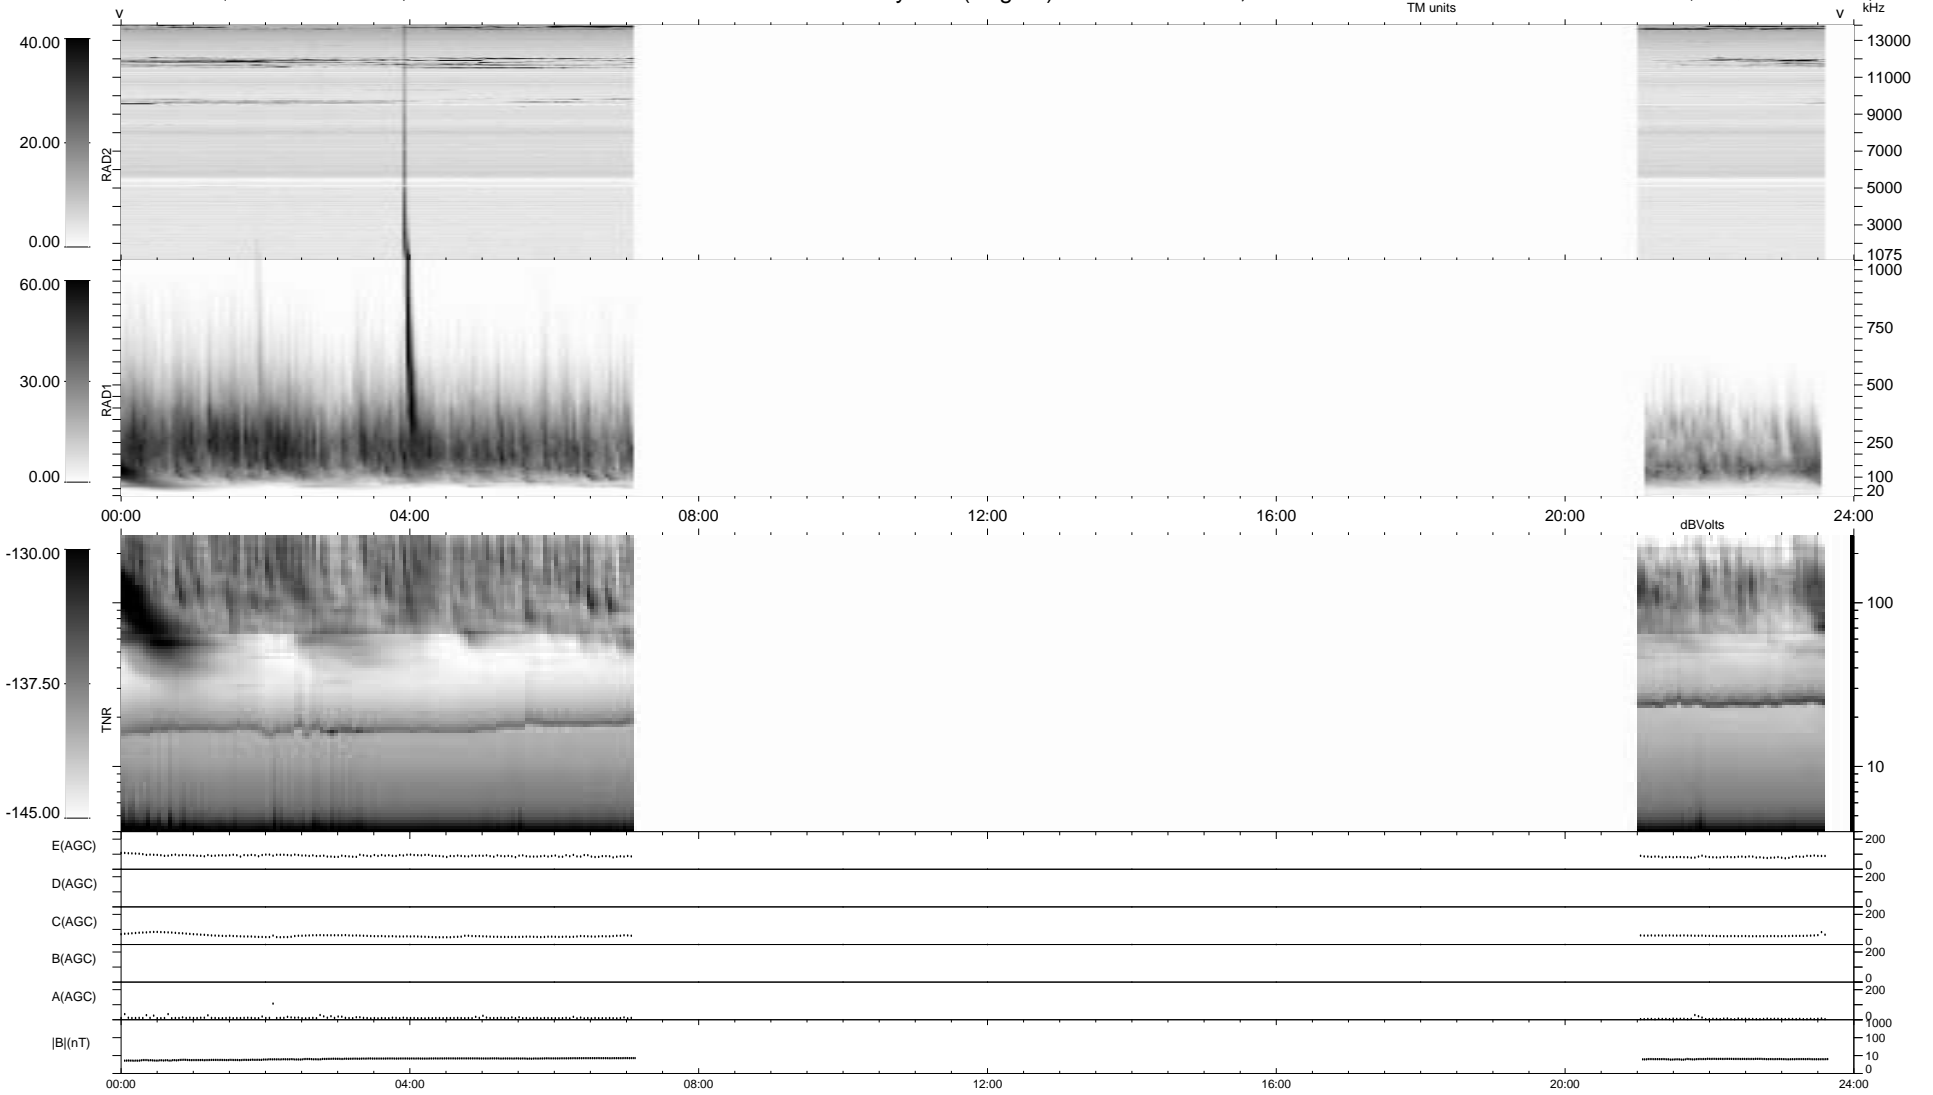 TM units
kHz
v
v
40.00
20.00
0.00
RAD2
13000
11000
9000
7000
5000
3000
1075
60.00
30.00
0.00
RAD1
1000
750
500
250
100
20
00:00 04:00 08:00 12:00 16:00 20:00 24:00
dBVolts
-130.00
-137.50
-145.00
TNR
100
10
E(AGC) 200 0
D(AGC) 200 0
C(AGC) 200 0
B(AGC) 200 0
A(AGC) 200 0
|B|(nT) 1000 100 10
00:00 04:00 08:00 12:00 16:00 20:00 24:00